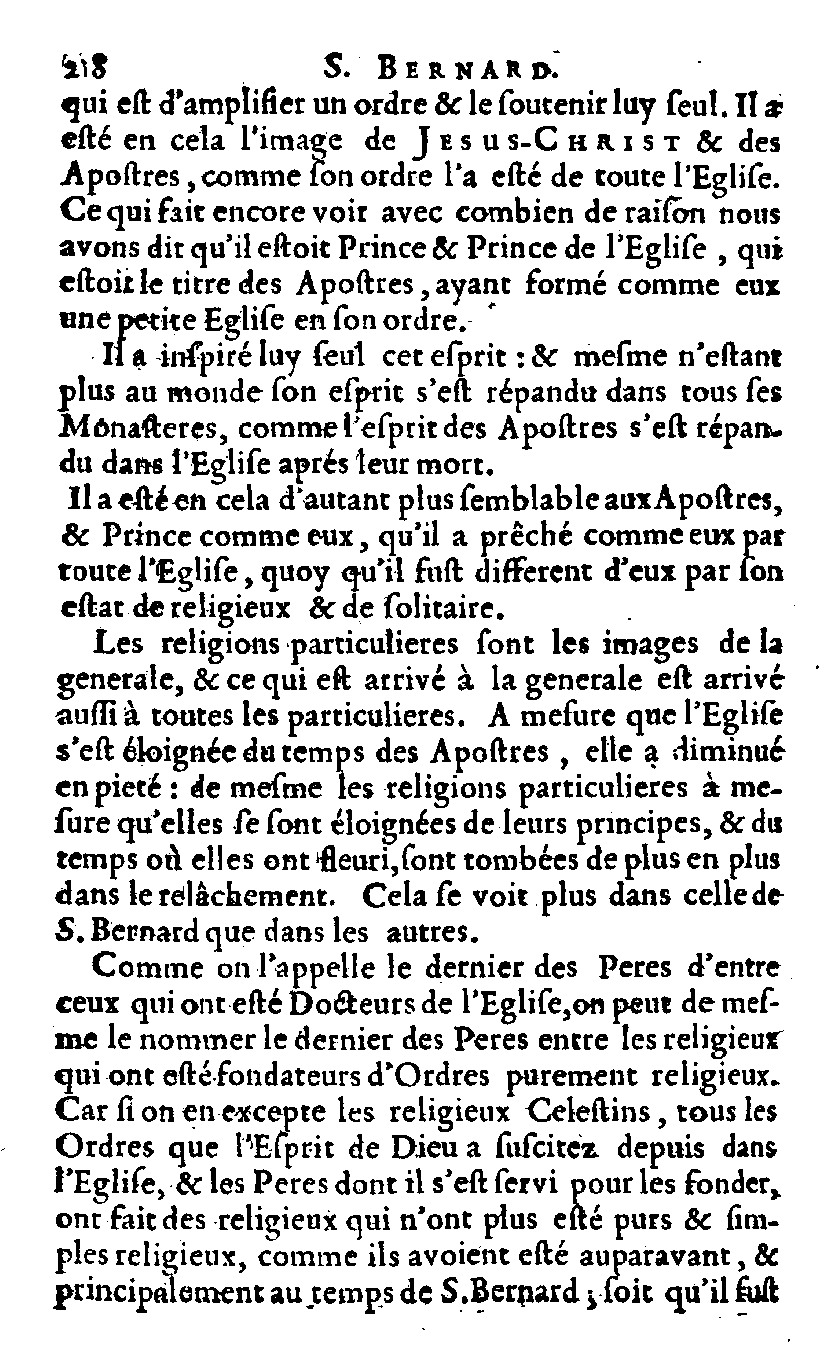 218 S. BERNARD.
qui eſt d'amplifier un ordre & le ſoutenir luy ſeul. Il a
eſté en cela l'image de JESUS-CHRIST & des
Apoſtres, comme ſon ordre l'a eſté de toute l'Egliſe.
Ce qui fait encore voir avec combien de raiſon nous
avons dit qu'il eſtoit Prince & Prince de l'Egliſe, qui
eſtoit le titre des Apoſtres, ayant formé comme eux
une petite Egliſe en ſon ordre.
Il a inſpiré luy ſeul cet eſprit : & meſme n'eſtant
plus au monde ſon eſprit s'eſt répandu dans tous ſes
Monaſteres, comme l'eſprit des Apoſtres s'eſt répan-
du dans l'Egliſe aprés leur mort.
Il a eſté en cela d'autant plus ſemblable aux Apoſtres,
& Prince comme eux, qu'il a prêché comme eux par
toute l'Egliſe, quoy qu'il fuſt different d'eux par ſon
eſtat de religieux & de ſolitaire.
Les religions particulieres ſont les images de la
generale, & ce qui eſt arrivé à la generale eſt arrivé
auſſi à toutes les particulieres. A meſure que l'Egliſe
s'eſt éloignée du temps des Apoſtres, elle a diminué
en pieté : de meſme les religions particulieres à me-
ſure qu'elles ſe ſont éloignées de leurs principes, & du
temps où elles ont fleuri, ſont tombées de plus en plus
dans le relâchement. Cela ſe voit plus dans celle de
S. Bernard que dans les autres.
Comme on l'appelle le dernier des Peres d'entre
ceux qui ont eſté Docteurs de l'Egliſe, on peut de meſ-
me le nommer le dernier des Peres entre les religieux
qui ont eſté fondateurs d'Ordres purement religieux.
Car ſi on en excepte les religieux Celeſtins, tous les
Ordres que l'Eſprit de Dieu a ſuſcitez depuis dans
l'Egliſe, & les Peres dont il s'eſt ſervi pour les fonder,
ont fait des religieux qui n'ont plus eſté purs & ſim-
ples religieux, comme ils avoient eſté auparavant, &
principalement au temps de S. Bernard ; ſoit qu'il fuſt